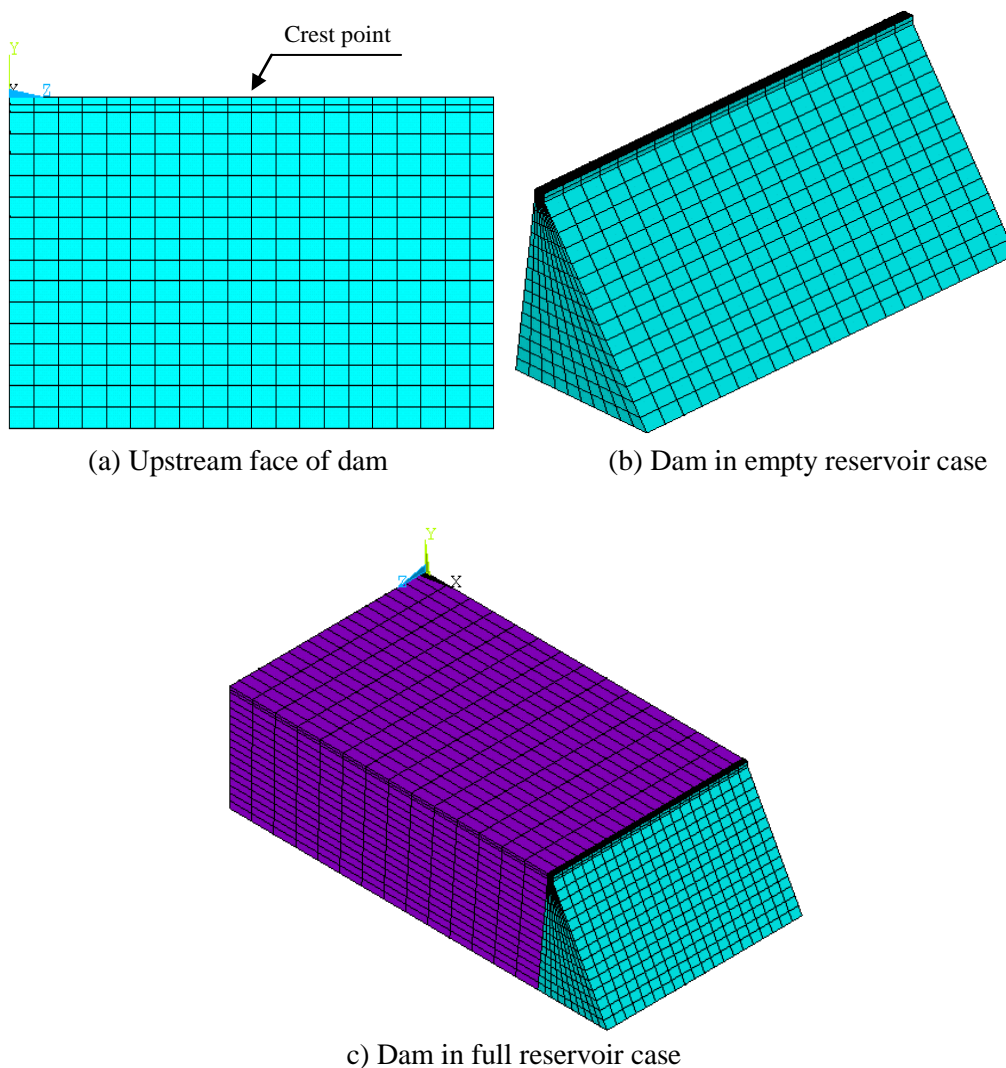 Crest point
Y
X Z
(a) Upstream face of dam
(b) Dam in empty reservoir case
Y
Z X
c) Dam in full reservoir case